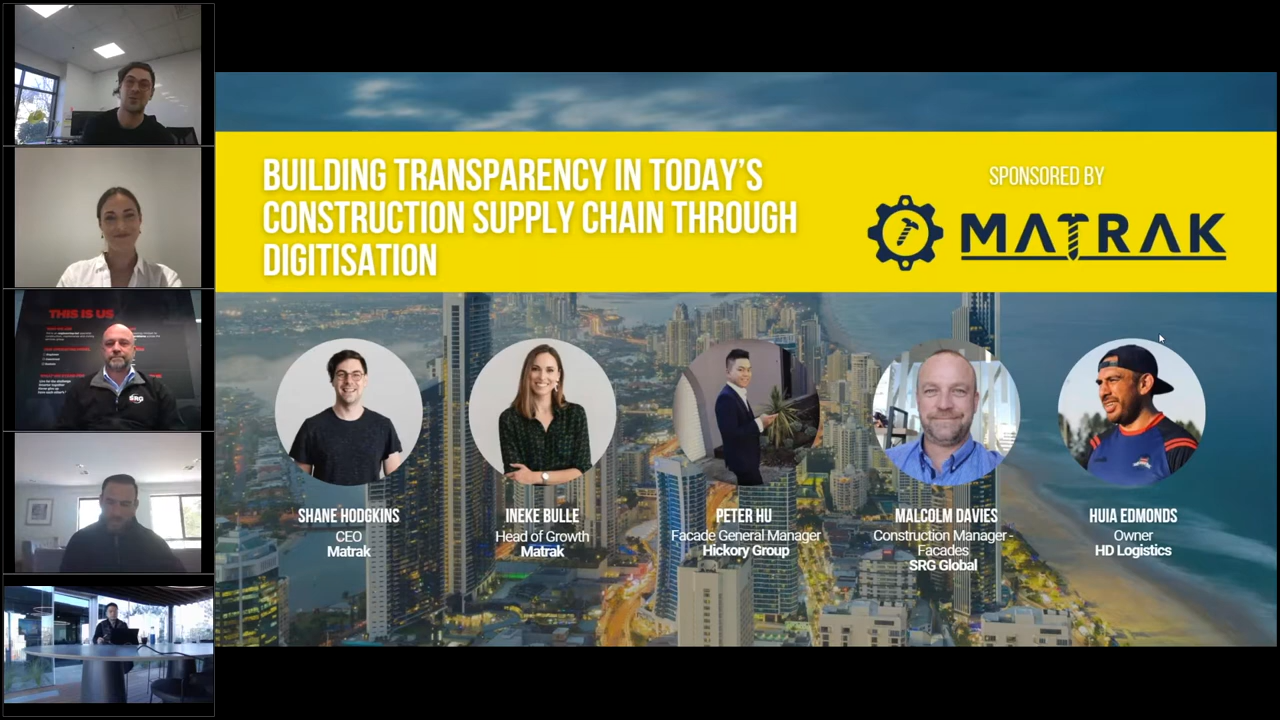 THIS IS US
SRG
BUILDING TRANSPARENCY IN TODAY'S
CONSTRUCTION SUPPLY CHAIN THROUGH
DIGITISATION
SPONSORED BY
MATRAK
SHANE HODGKINS
CEO
Matrak
INEKE BULLE
Head of Growth
Matrak
PETER HU
Facade General Manager
Hickory Group
MALCOLM DAVIES
Construction Manager -
Facades
SRG Global
HUIA EDMONDS
Owner
HD Logistics